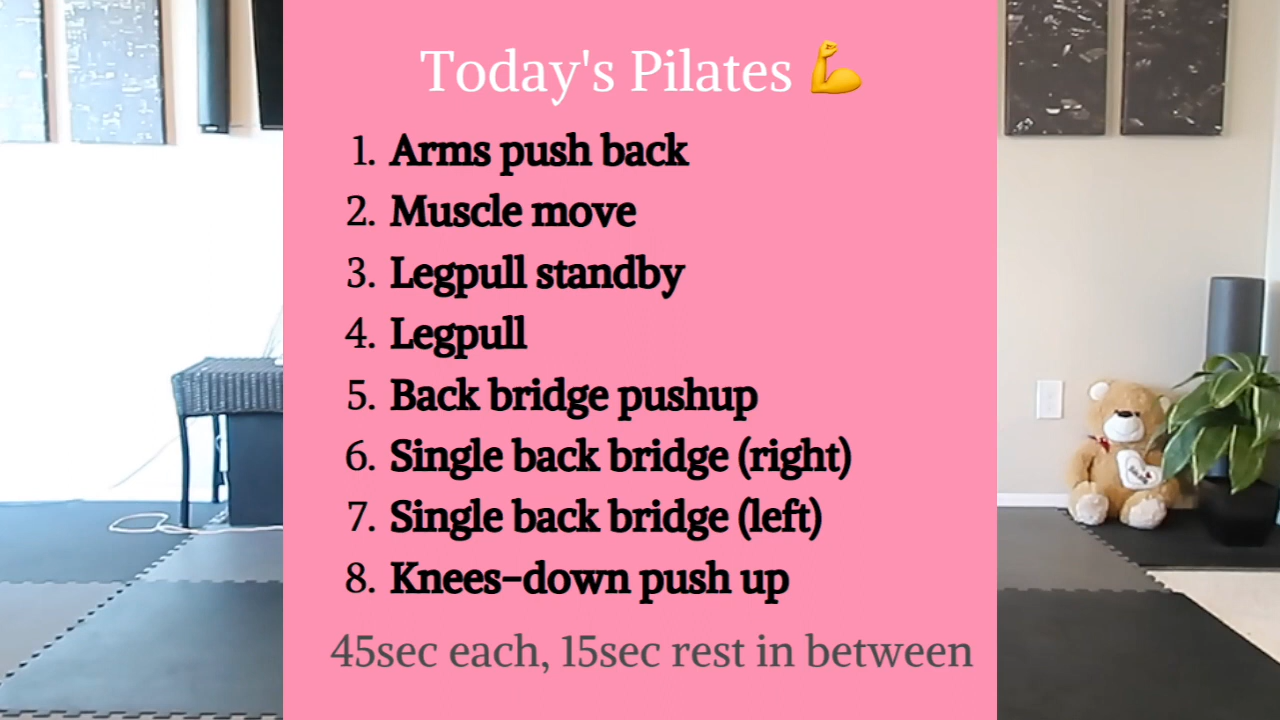 Today's Pilates 💪
1. Arms push back
2. Muscle move
3. Legpull standby
4. Legpull
5. Back bridge pushup
6. Single back bridge (right)
7. Single back bridge (left)
8. Knees-down push up
45sec each, 15sec rest in between